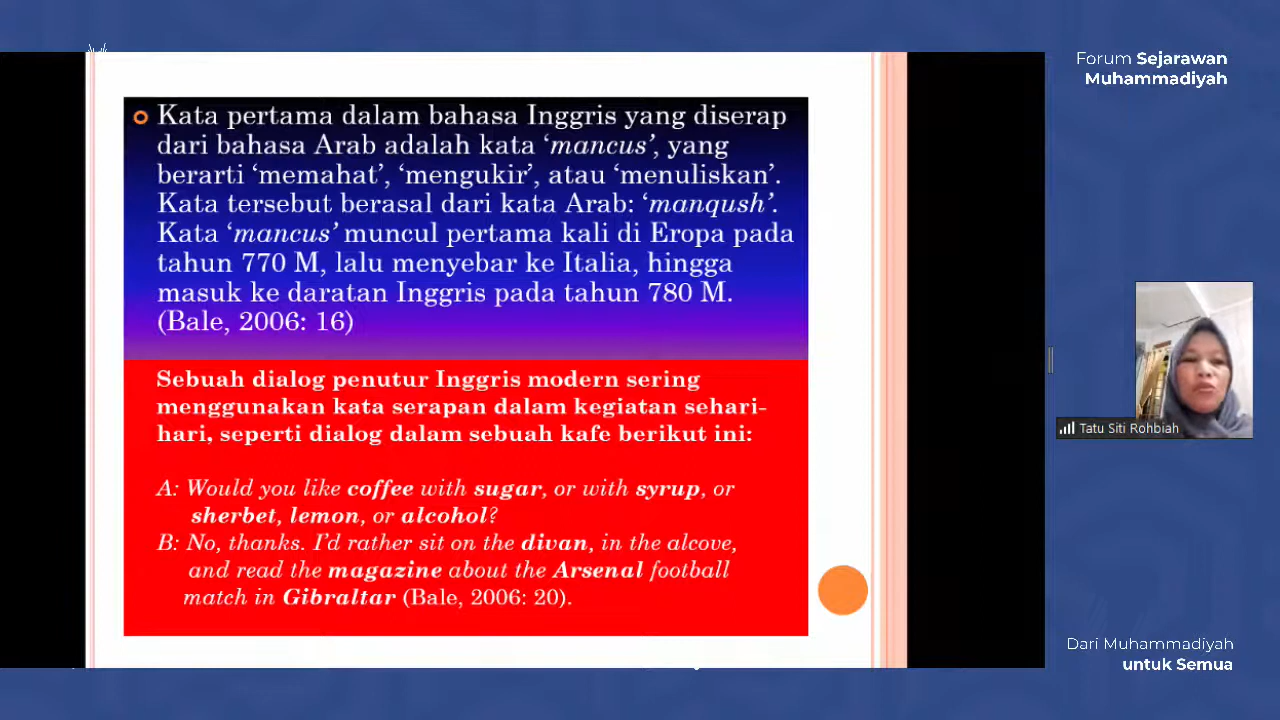 Forum Sejarawan
Muhammadiyah
Kata pertama dalam bahasa Inggris yang diserap
dari bahasa Arab adalah kata ‘mancus’, yang
berarti ‘memahat’, ‘mengukir’, atau ‘menuliskan’.
Kata tersebut berasal dari kata Arab: ‘manqush’.
Kata ‘mancus’ muncul pertama kali di Eropa pada
tahun 770 M, lalu menyebar ke Italia, hingga
masuk ke daratan Inggris pada tahun 780 M.
(Bale, 2006: 16)
Sebuah dialog penutur Inggris modern sering
menggunakan kata serapan dalam kegiatan sehari-
hari, seperti dialog dalam sebuah kafe berikut ini:
A: Would you like coffee with sugar, or with syrup, or
sherbet, lemon, or alcohol?
B: No, thanks. I’d rather sit on the divan, in the alcove,
and read the magazine about the Arsenal football
match in Gibraltar (Bale, 2006: 20).
Tatu Siti Rohbiah
Dari Muhammadiyah
untuk Semua